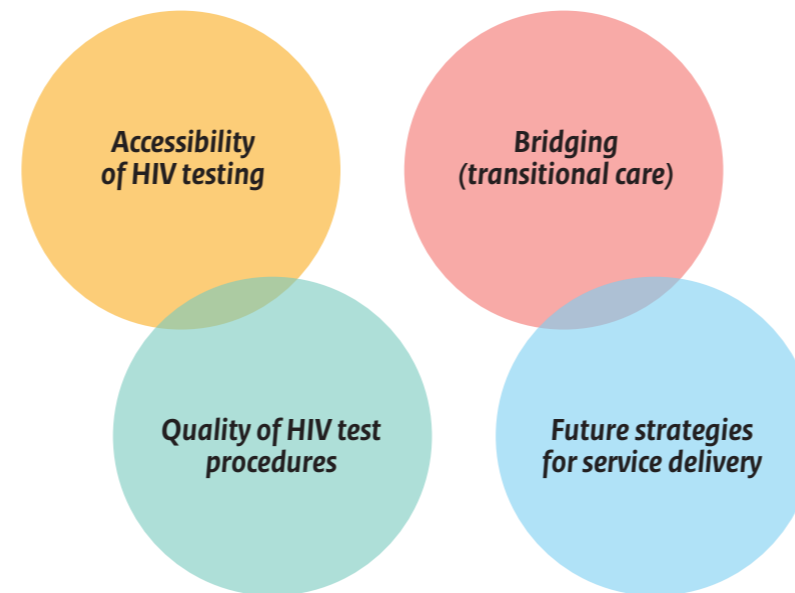 Accessibility
of HIV testing
Bridging
(transitional care)
Quality of HIV test
procedures
Future strategies
for service delivery